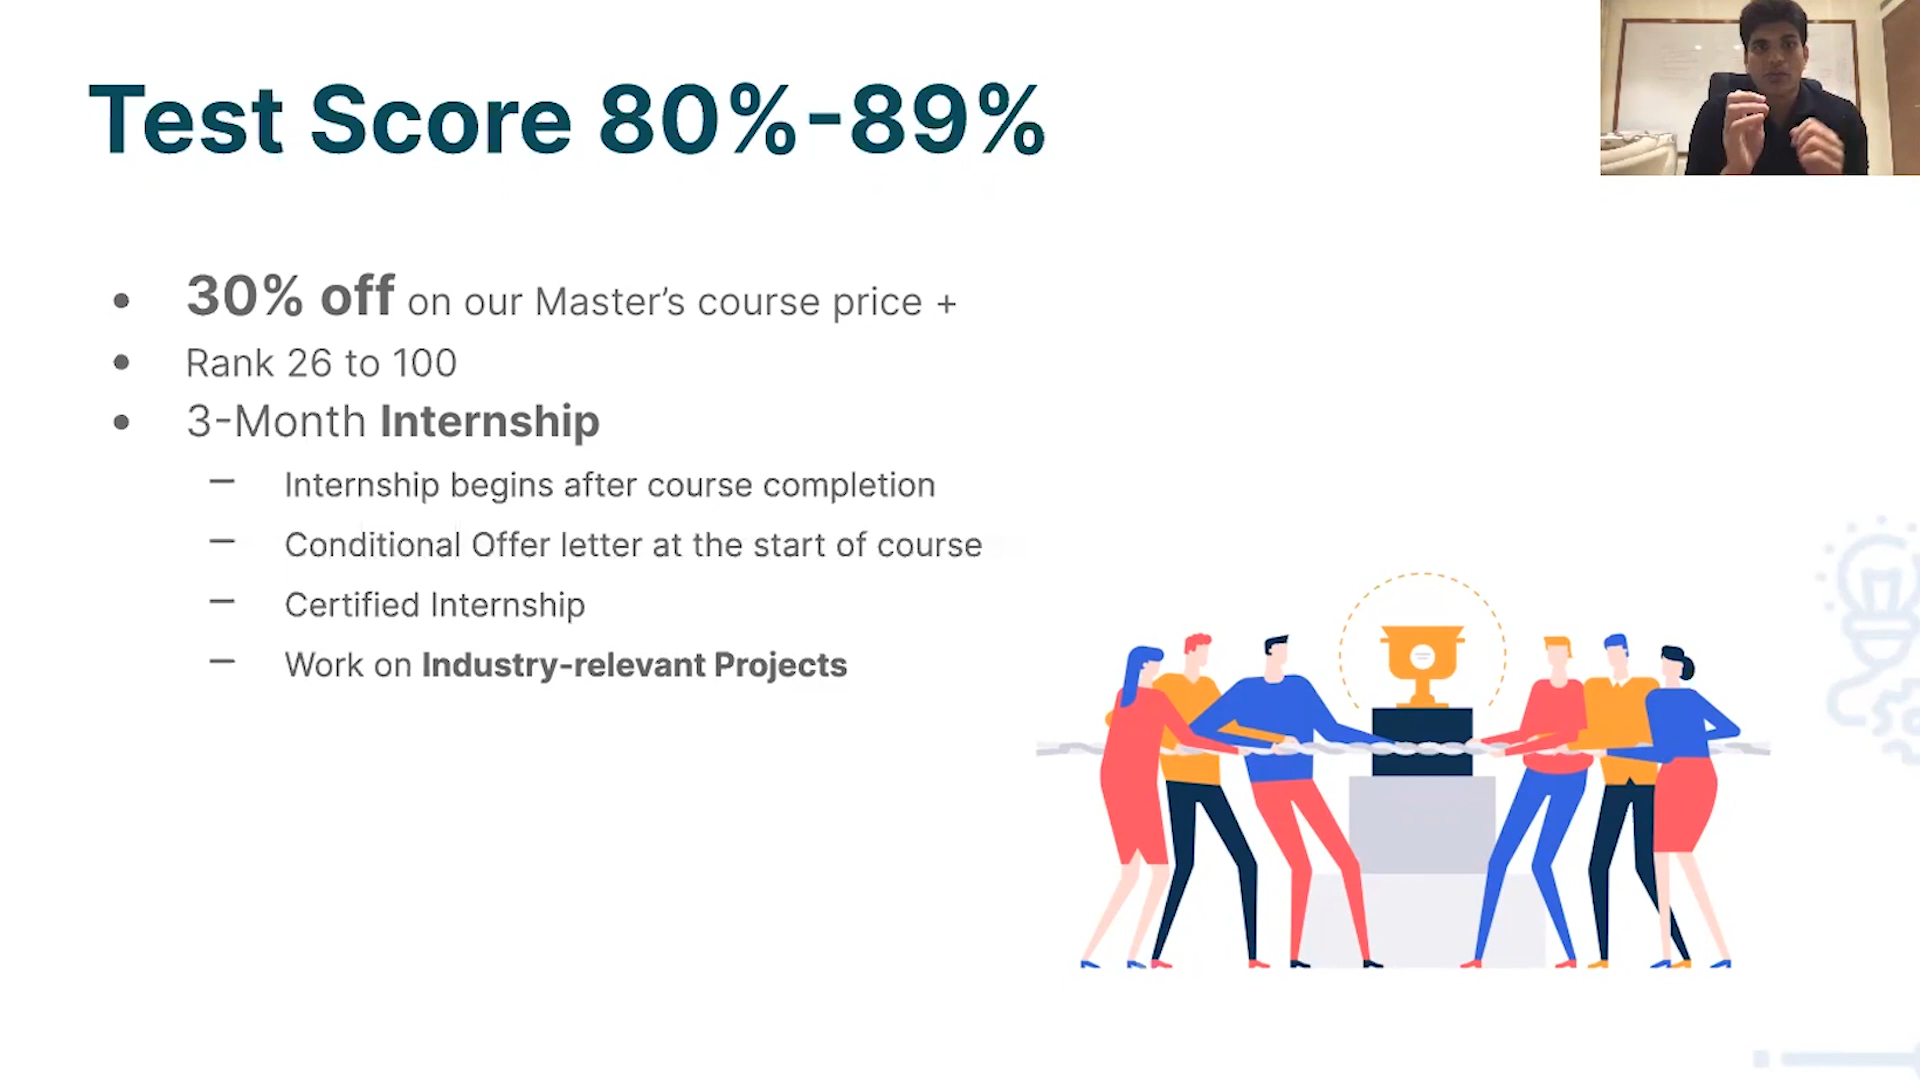 Test Score 80%-89%
• 30% off on our Master’s course price +
• Rank 26 to 100
• 3-Month Internship
– Internship begins after course completion
– Conditional Offer letter at the start of course
– Certified Internship
– Work on Industry-relevant Projects